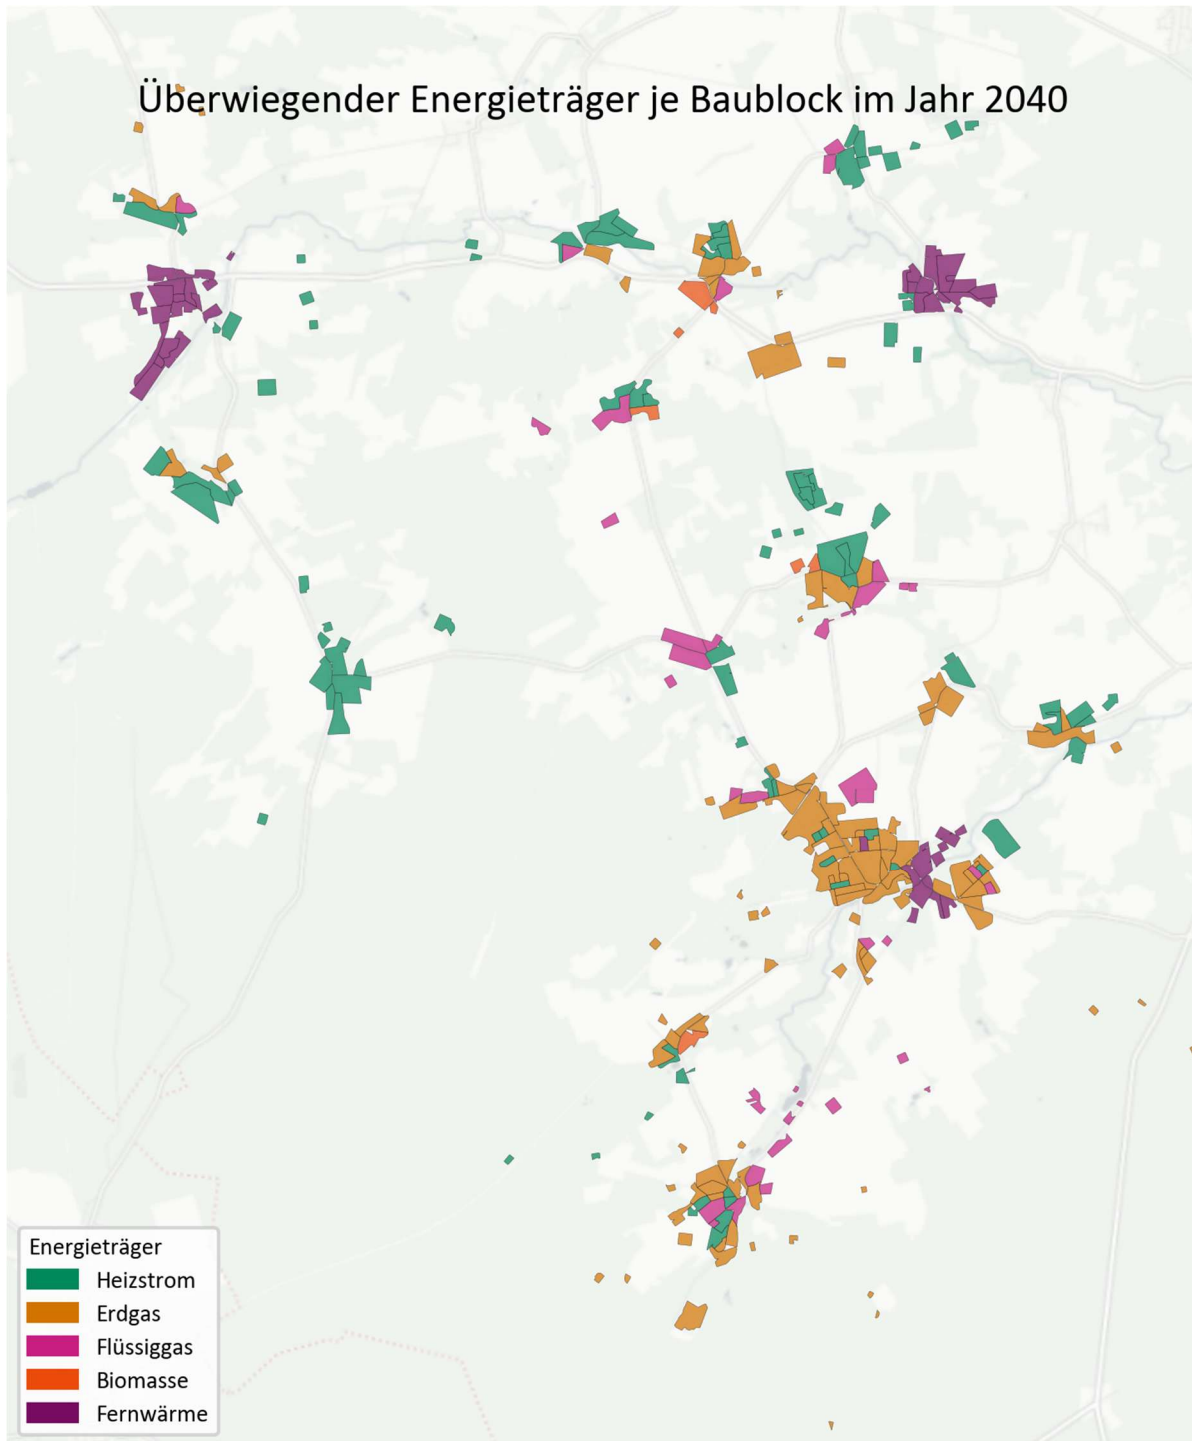 Überwiegender Energieträger je Baublock im Jahr 2040
Energieträger
Heizstrom
Erdgas
Flüssiggas
Biomasse
Fernwärme